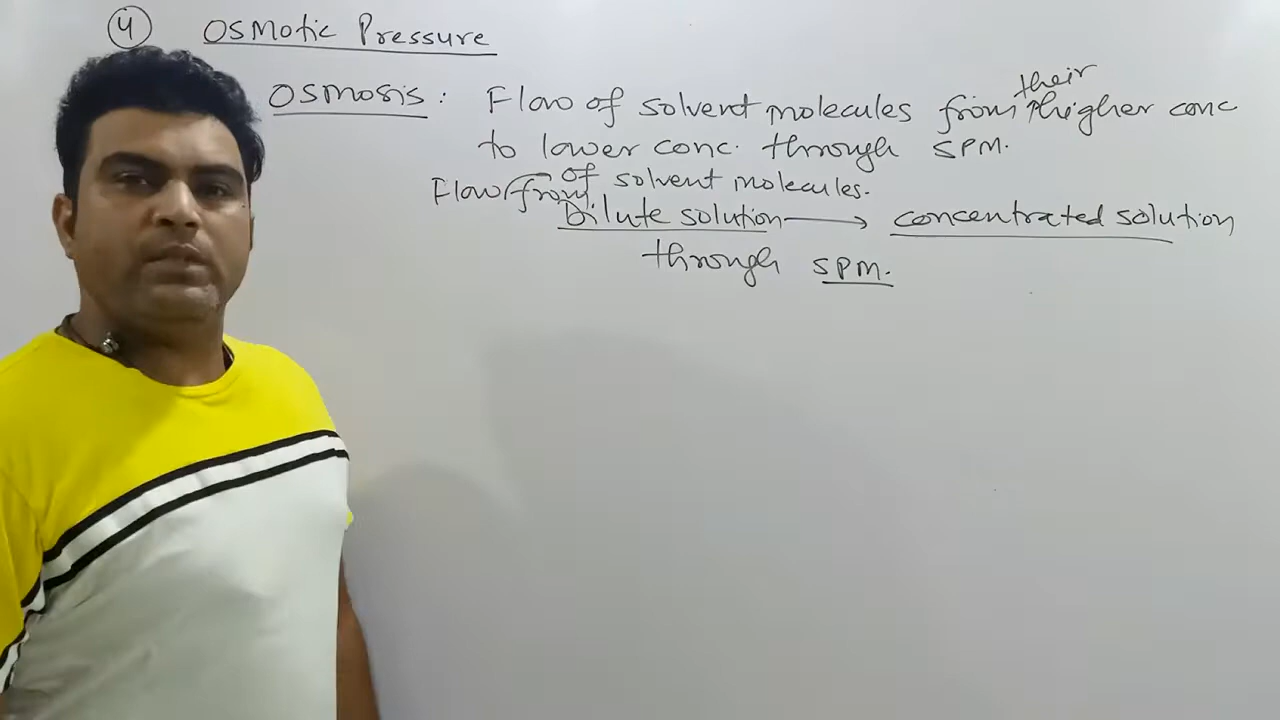 4 Osmotic Pressure
Osmosis : Flow of solvent molecules from their higher conc
to lower conc. through SPM.
Flow from of solvent molecules.
Dilute solution → concentrated solution
through SPM.